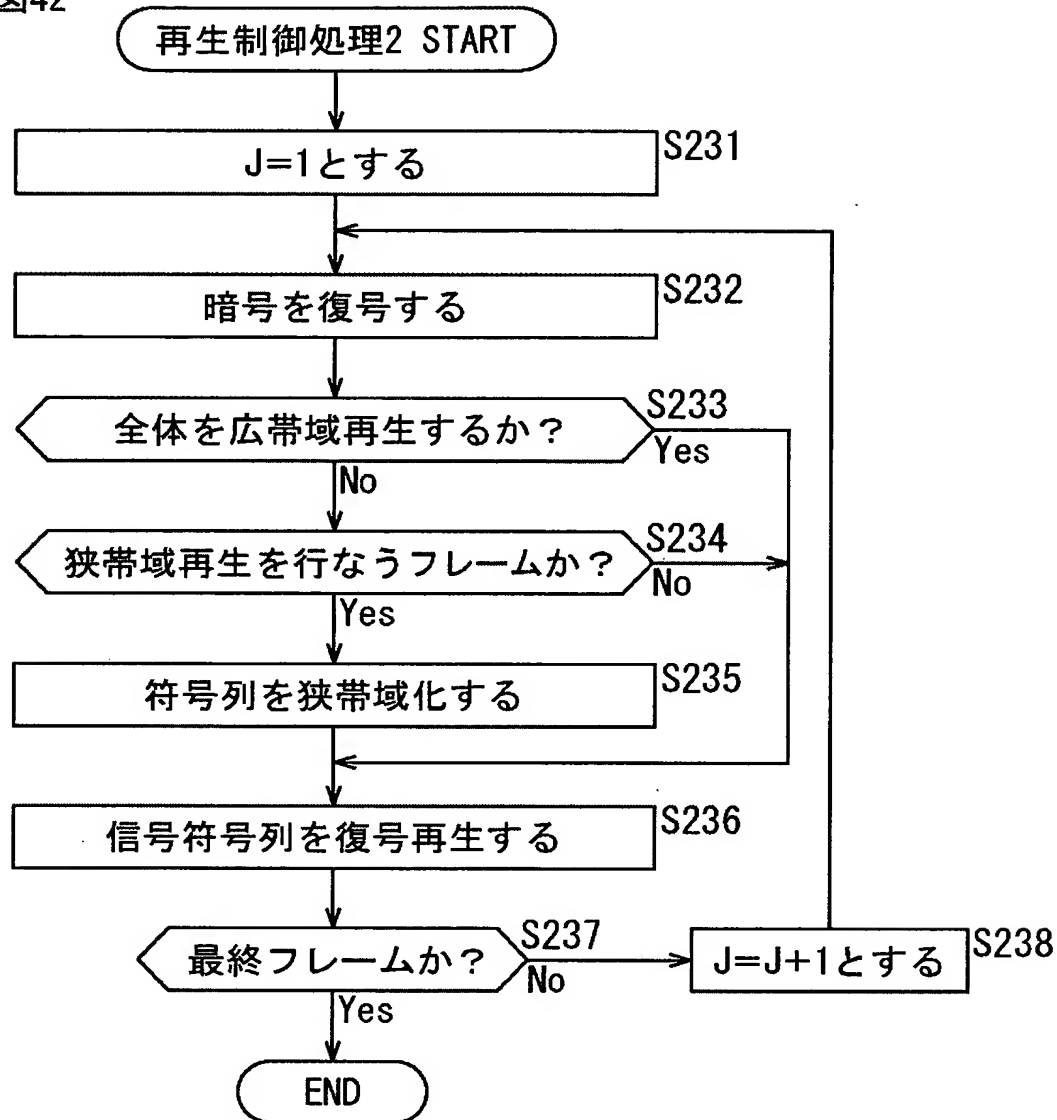 図42
再生制御処理2 START
J=1とする
S231
暗号を復号する
S232
全体を広帯域再生するか？
S233
Yes
No
狭帯域再生を行なうフレームか？
S234
No
Yes
符号列を狭帯域化する
S235
信号符号列を復号再生する
S236
最終フレームか？
S237
No
J=J+1とする
S238
Yes
END